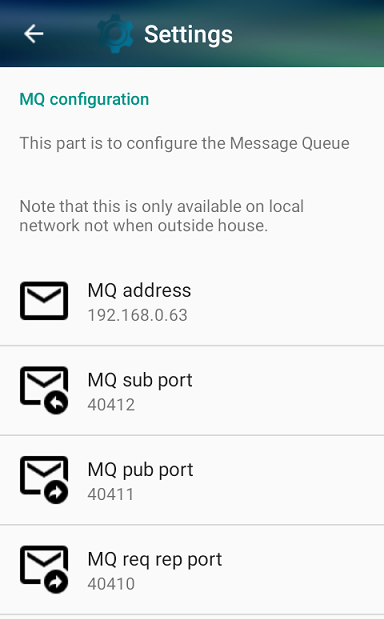 Settings
MQ configuration
This part is to configure the Message Queue
Note that this is only available on local
network not when outside house.
MQ address
192.168.0.63
MQ sub port
40412
MQ pub port
40411
MQ req rep port
40410